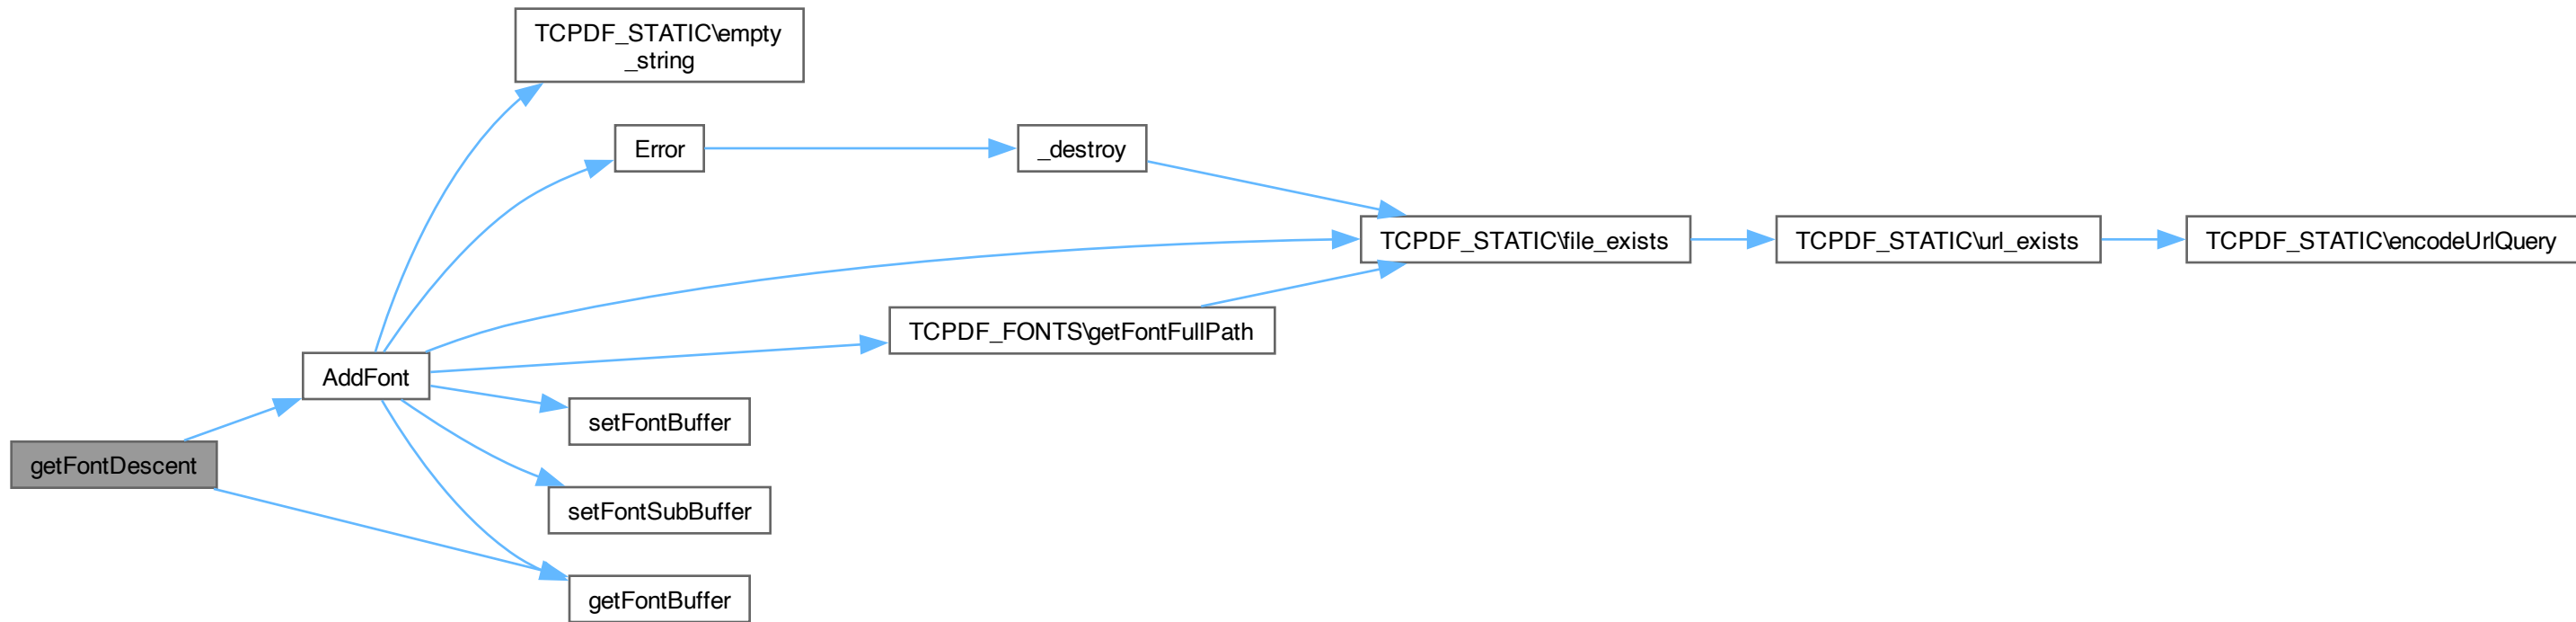 TCPDF_STATIC\empty
_string
Error
_destroy
TCPDF_STATIC\file_exists
TCPDF_STATIC\url_exists
TCPDF_STATIC\encodeUrlQuery
TCPDF_FONTS\getFontFullPath
AddFont
setFontBuffer
getFontDescent
setFontSubBuffer
getFontBuffer